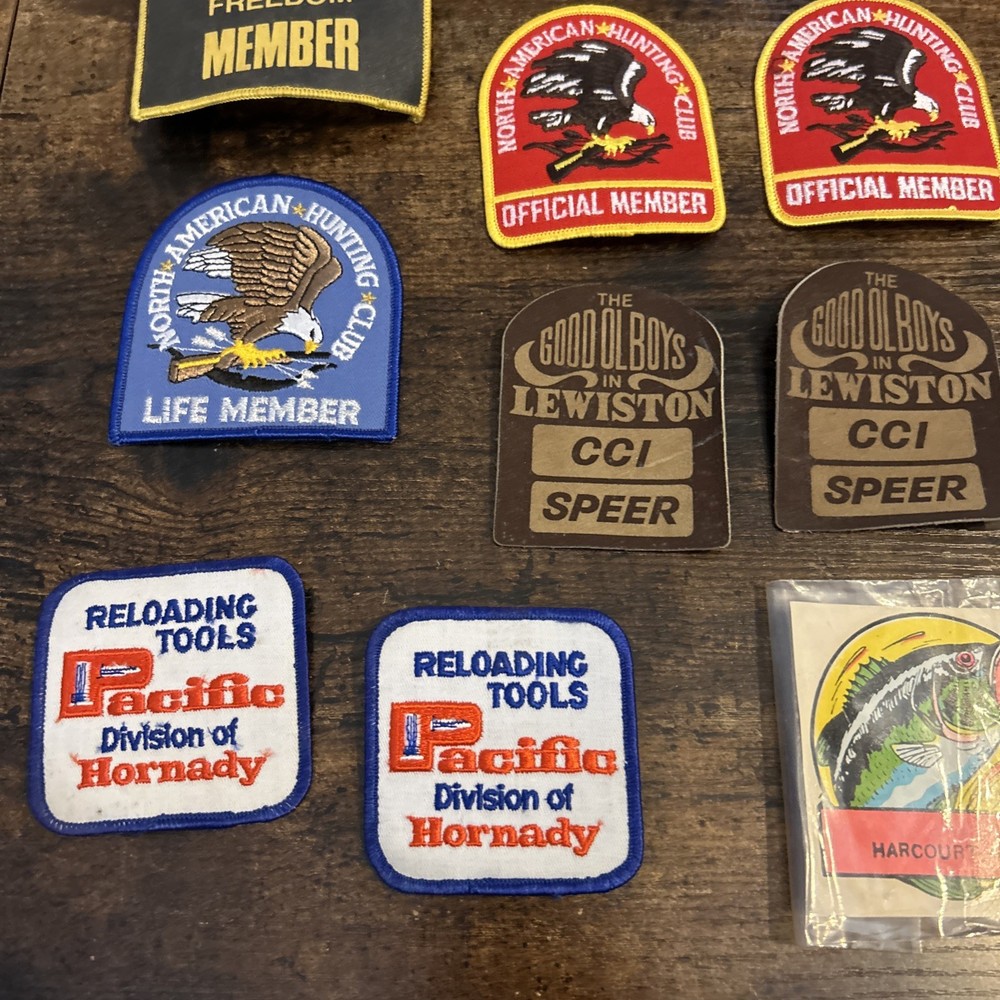 FREEDOM
MEMBER
NORTH★AMERICAN★HUNTING★CLUB
OFFICIAL MEMBER
NORTH★AMERICAN★HUNTING★CLUB
OFFICIAL MEMBER
NORTH★AMERICAN★HUNTING★CLUB
LIFE MEMBER
THE
GOOD OL BOYS
IN
LEWISTON
CCI
SPEER
THE
GOOD OL BOYS
IN
LEWISTON
CCI
SPEER
RELOADING
TOOLS
Pacific
Division of
Hornady
RELOADING
TOOLS
Pacific
Division of
Hornady
HARCOURT